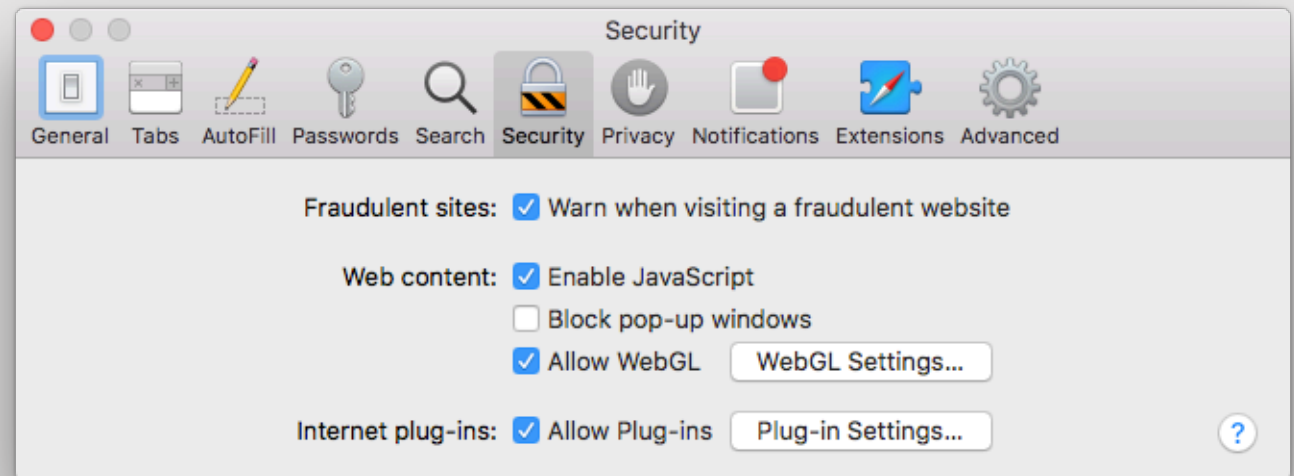 Security
General Tabs AutoFill Passwords Search Security Privacy Notifications Extensions Advanced
Fraudulent sites: Warn when visiting a fraudulent website
Web content: Enable JavaScript
Block pop-up windows
Allow WebGL WebGL Settings...
Internet plug-ins: Allow Plug-ins Plug-in Settings... ?